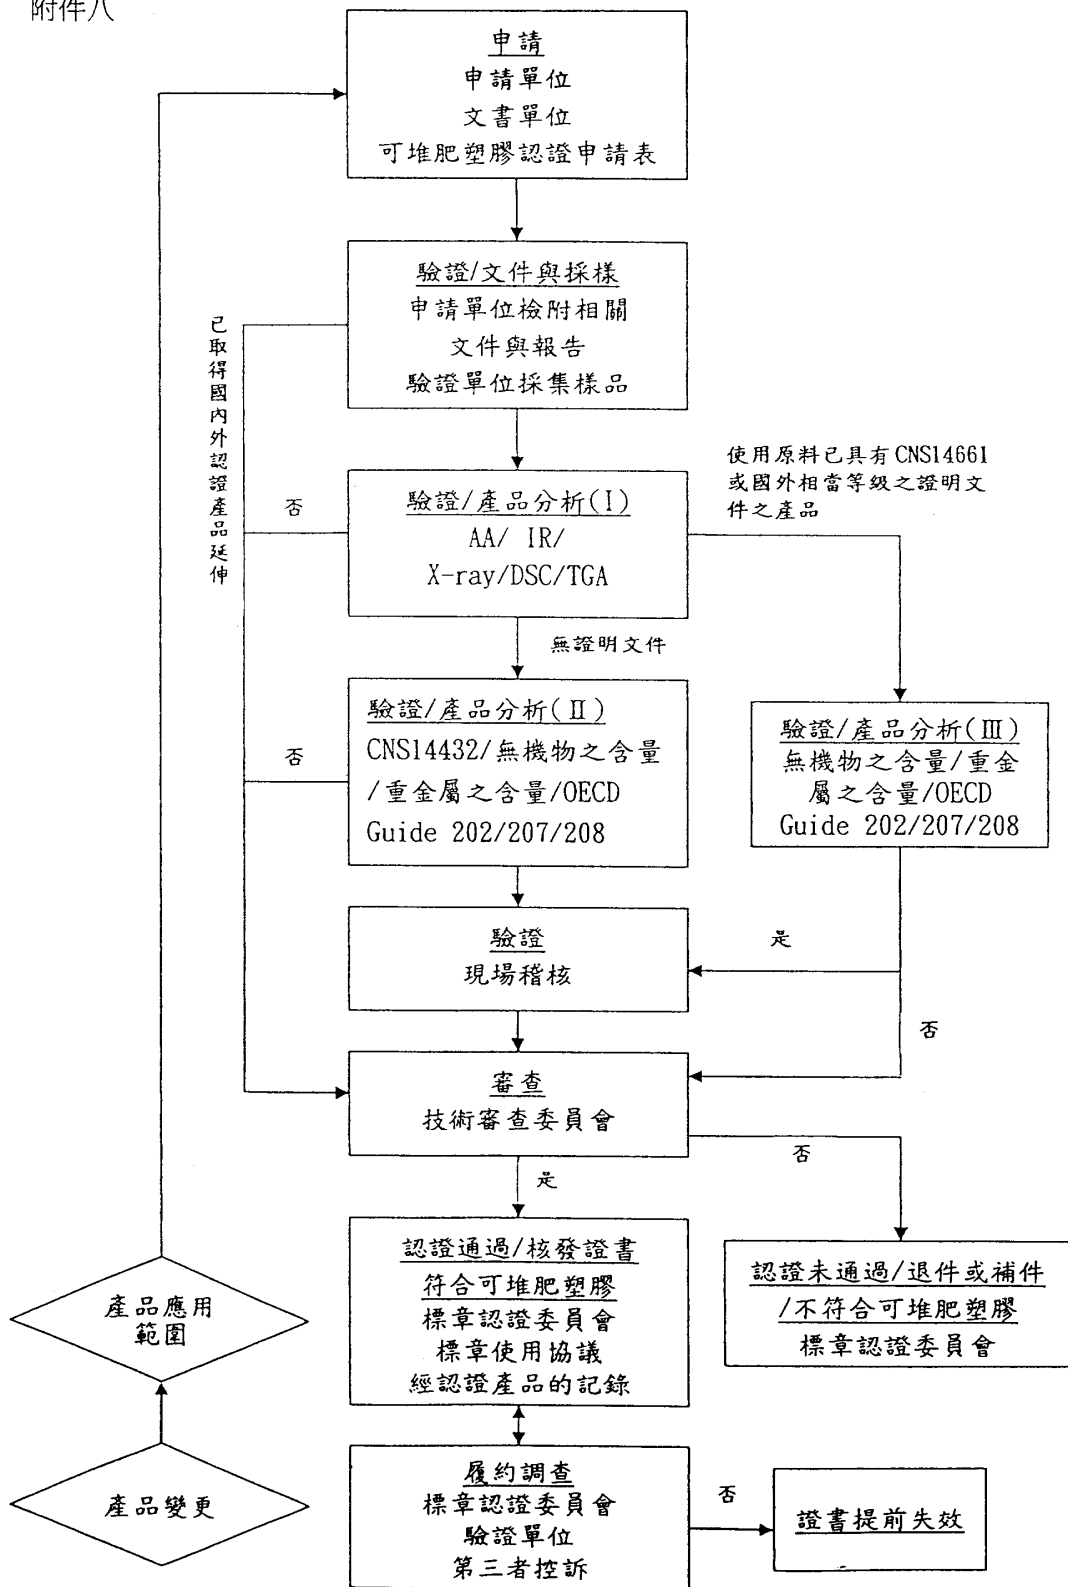 附件八
申請
申請單位
文書單位
可堆肥塑膠認證申請表
驗證/文件與採樣
申請單位檢附相關
文件與報告
驗證單位採集樣品
已取得國內外認證產品延伸
使用原料已具有CNS14661
或國外相當等級之證明文
件之產品
否
驗證/產品分析(I)
AA/ IR/
X-ray/DSC/TGA
無證明文件
否
驗證/產品分析(Ⅱ)
CNS14432/無機物之含量
/重金屬之含量/OECD
Guide 202/207/208
驗證/產品分析(Ⅲ)
無機物之含量/重金
屬之含量/OECD
Guide 202/207/208
驗證
現場稽核
是
否
審查
技術審查委員會
否
是
認證通過/核發證書
符合可堆肥塑膠
標章認證委員會
標章使用協議
經認證產品的記錄
認證未通過/退件或補件
/不符合可堆肥塑膠
標章認證委員會
產品應用
範圍
產品變更
履約調查
標章認證委員會
驗證單位
第三者控訴
否
證書提前失效